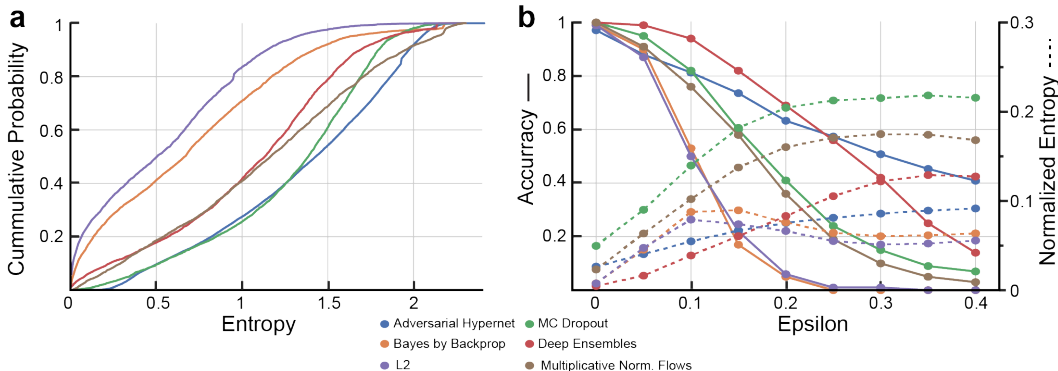 a
b
Cummulative Probability
1
0.8
0.6
0.4
0.2
0
0.5
1
1.5
2
Entropy
Accurracy
1
0.8
0.6
0.4
0.2
0
0.1
0.2
0.3
0.4
Epsilon
0.3
0.2
0.1
0
Normalized Entropy
Adversarial Hypernet
MC Dropout
Bayes by Backprop
Deep Ensembles
L2
Multiplicative Norm. Flows